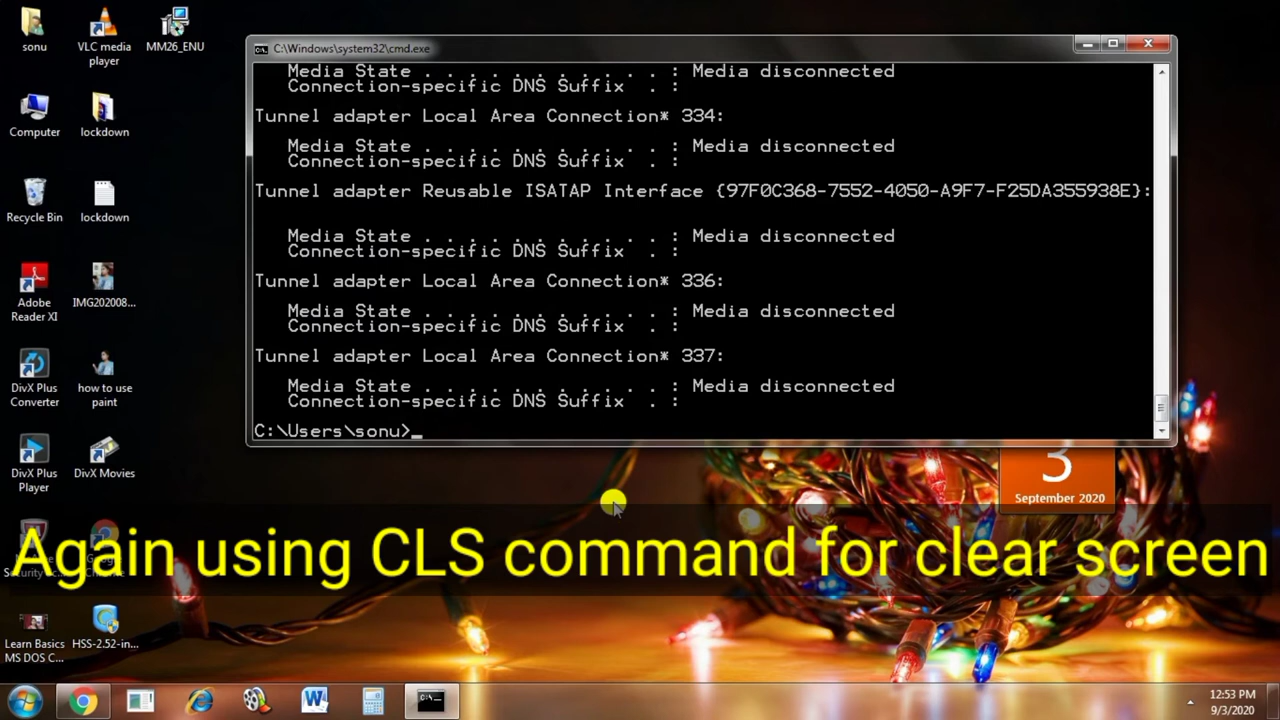 sonu
VLC media
player
MM26_ENU
Computer
lockdown
Recycle Bin
lockdown
Adobe
Reader XI
IMG202008...
DivX Plus
Converter
how to use
paint
DivX Plus
Player
DivX Movies
Learn Basics
MS DOS C...
HSS-2.52-in...
C:\Windows\system32\cmd.exe
Media State . . . . . . . . . . . : Media disconnected
Connection-specific DNS Suffix  . :
Tunnel adapter Local Area Connection* 334:
Media State . . . . . . . . . . . : Media disconnected
Connection-specific DNS Suffix  . :
Tunnel adapter Reusable ISATAP Interface {97F0C368-7552-4050-A9F7-F25DA355938E}:
Media State . . . . . . . . . . . : Media disconnected
Connection-specific DNS Suffix  . :
Tunnel adapter Local Area Connection* 336:
Media State . . . . . . . . . . . : Media disconnected
Connection-specific DNS Suffix  . :
Tunnel adapter Local Area Connection* 337:
Media State . . . . . . . . . . . : Media disconnected
Connection-specific DNS Suffix  . :
C:\Users\sonu>_
3
September 2020
Again using CLS command for clear screen
12:53 PM
9/3/2020